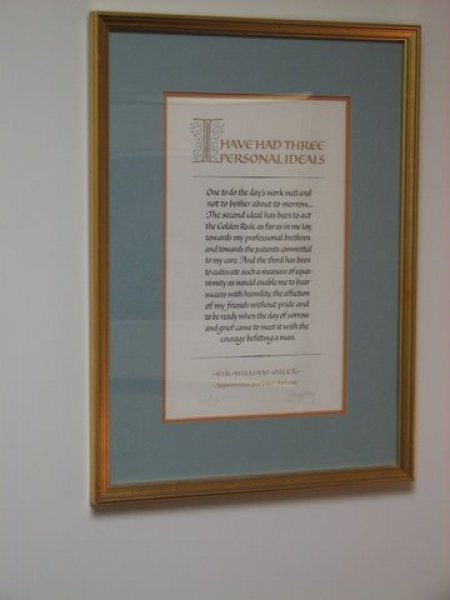 I HAVE HAD THREE
PERSONAL IDEALS
One to do the day's work well and
not to bother about to-morrow...
The second ideal has been to act
the Golden Rule, as far as in me lay,
towards my professional brethren
and towards the patients committed
to my care. And the third has been
to cultivate such a measure of equa-
nimity as would enable me to bear
success with humility, the affection
of my friends without pride and
to be ready when the day of sorrow
and grief came to meet it with the
courage befitting a man.
·SIR·WILLIAM·OSLER·